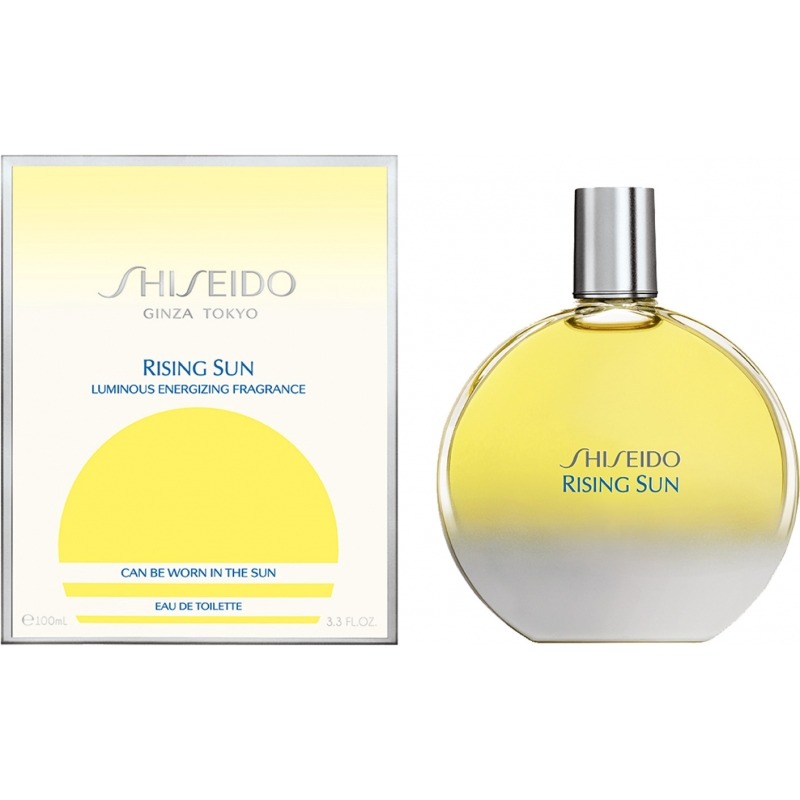 SHISEIDO
GINZA TOKYO
RISING SUN
LUMINOUS ENERGIZING FRAGRANCE
CAN BE WORN IN THE SUN
EAU DE TOILETTE
℮100mL 3.3 FL.OZ.
SHISEIDO
RISING SUN